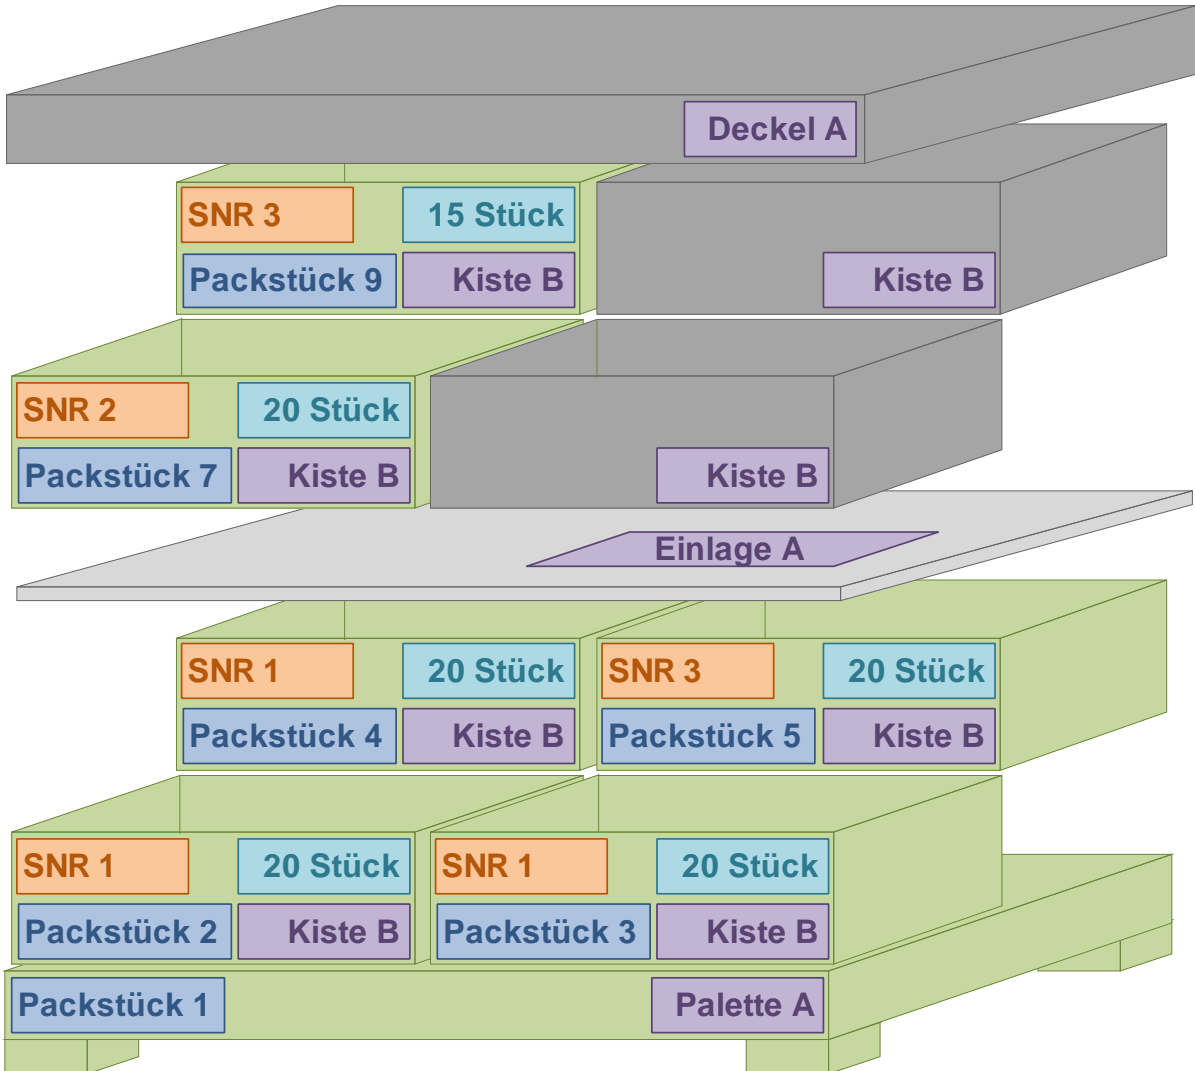 Deckel A
SNR 3 15 Stück
Packstück 9 Kiste B Kiste B
SNR 2 20 Stück
Packstück 7 Kiste B Kiste B
Einlage A
SNR 1 20 Stück SNR 3 20 Stück
Packstück 4 Kiste B Packstück 5 Kiste B
SNR 1 20 Stück SNR 1 20 Stück
Packstück 2 Kiste B Packstück 3 Kiste B
Packstück 1 Palette A